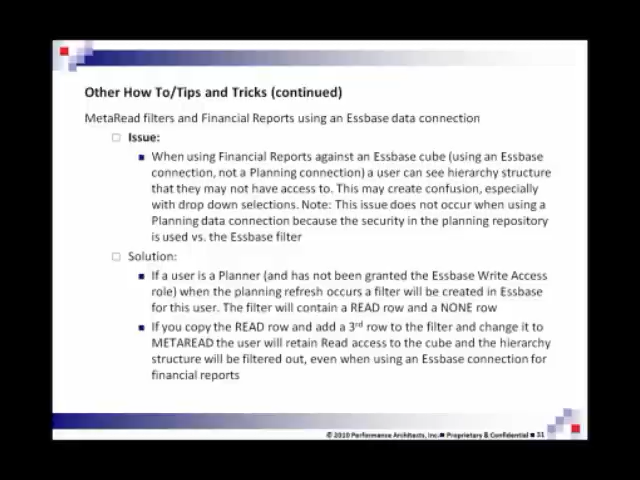 Other How To/Tips and Tricks (continued)
MetaRead filters and Financial Reports using an Essbase data connection
Issue:
When using Financial Reports against an Essbase cube (using an Essbase
connection, not a Planning connection) a user can see hierarchy structure
that they may not have access to. This may create confusion, especially
with drop down selections. Note: This issue does not occur when using a
Planning data connection because the security in the planning repository
is used vs. the Essbase filter
Solution:
If a user is a Planner (and has not been granted the Essbase Write Access
role) when the planning refresh occurs a filter will be created in Essbase
for this user. The filter will contain a READ row and a NONE row
If you copy the READ row and add a 3rd row to the filter and change it to
METAREAD the user will retain Read access to the cube and the hierarchy
structure will be filtered out, even when using an Essbase connection for
financial reports
© 2010 Performance Architects, Inc.■ Proprietary & Confidential ■ 31